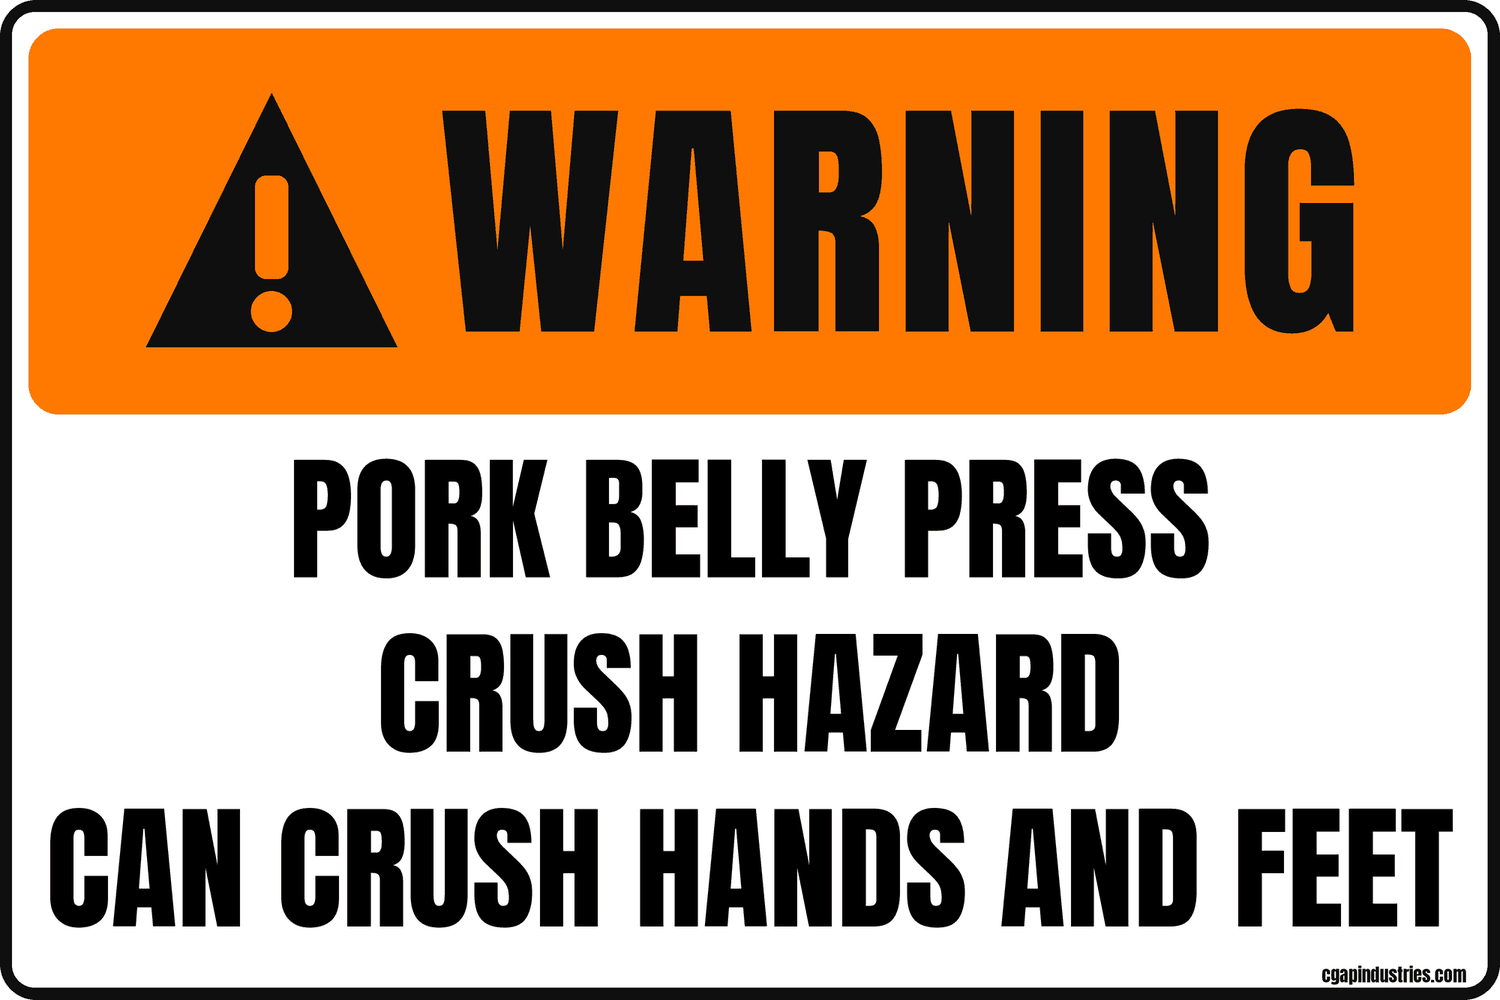 WARNING
PORK BELLY PRESS
CRUSH HAZARD
CAN CRUSH HANDS AND FEET
cgapindustries.com